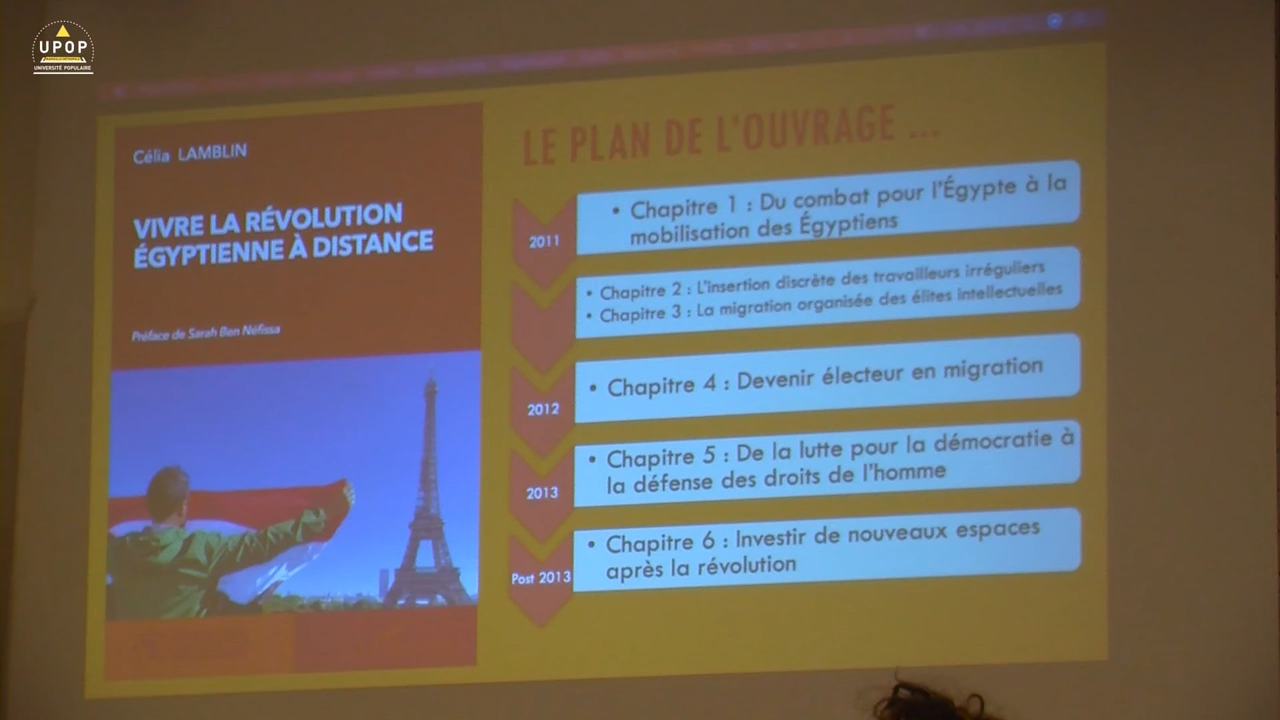 UPOP
UNIVERSITÉ POPULAIRE
Célia LAMBLIN
VIVRE LA RÉVOLUTION
ÉGYPTIENNE À DISTANCE
Préface de Sarah Ben Néfissa
LE PLAN DE L'OUVRAGE ...
2011
• Chapitre 1 : Du combat pour l'Égypte à la
mobilisation des Égyptiens
• Chapitre 2 : L'insertion discrète des travailleurs irréguliers
• Chapitre 3 : La migration organisée des élites intellectuelles
2012
• Chapitre 4 : Devenir électeur en migration
2013
• Chapitre 5 : De la lutte pour la démocratie à
la défense des droits de l'homme
Post 2013
• Chapitre 6 : Investir de nouveaux espaces
après la révolution